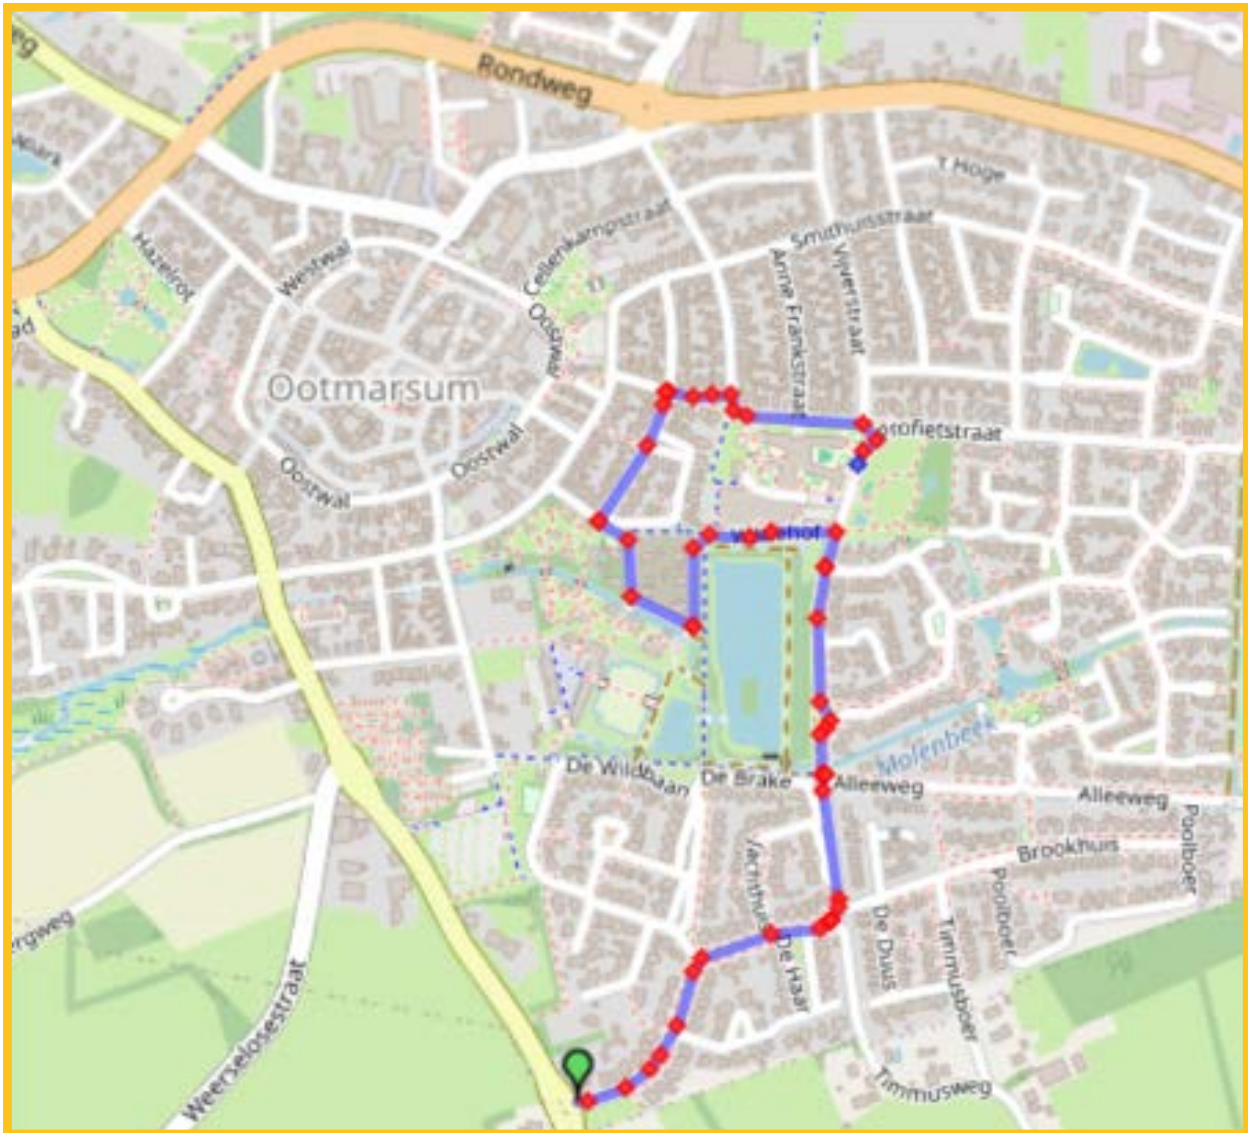 Rondweg
't Hoge
Cellenkampstraat
Smithuisstraat
Hazelrot
Westwal
Anne Frankstraat
Vijverstraat
Oostwal
Ootmarsum
Oostwal
Oostwal
Molenbeek
De Wildbaan
De Brake
Alleeweg
Alleeweg
Poolboer
Brookhuis
Poolboer
De Duus
Timmusboer
De Haar
Weerselosestraat
Timmusweg